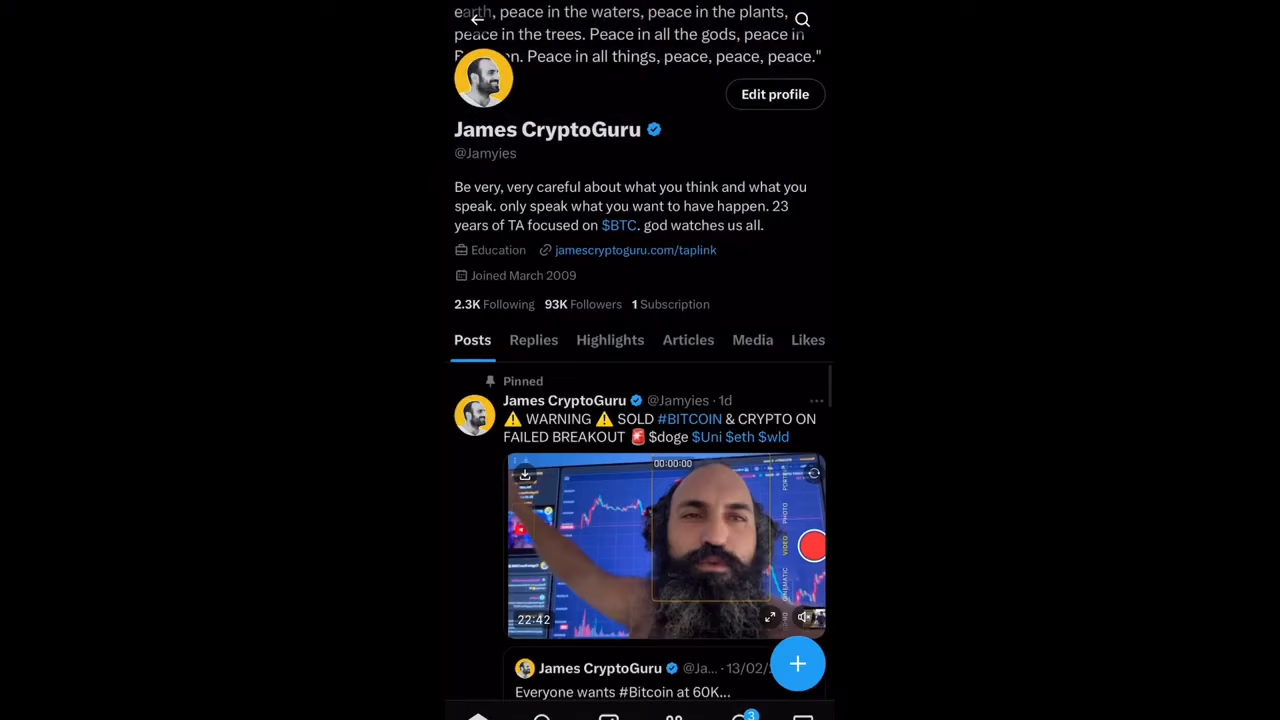 earth, peace in the waters, peace in the plants,
peace in the trees. Peace in all the gods, peace in
Peace in all things, peace, peace, peace."
Edit profile
James CryptoGuru
@Jamyies
Be very, very careful about what you think and what you
speak. only speak what you want to have happen. 23
years of TA focused on $BTC. god watches us all.
Education jamescryptoguru.com/taplink
Joined March 2009
2.3K Following 93K Followers 1 Subscription
Posts Replies Highlights Articles Media Likes
Pinned
James CryptoGuru @Jamyies · 1d
⚠️ WARNING ⚠️ SOLD #BITCOIN & CRYPTO ON
FAILED BREAKOUT 🚨 $doge $Uni $eth $wld
00:00:00
PHOTO
VIDEO
22:42
James CryptoGuru @Ja... · 13/02/
Everyone wants #Bitcoin at 60K...
3